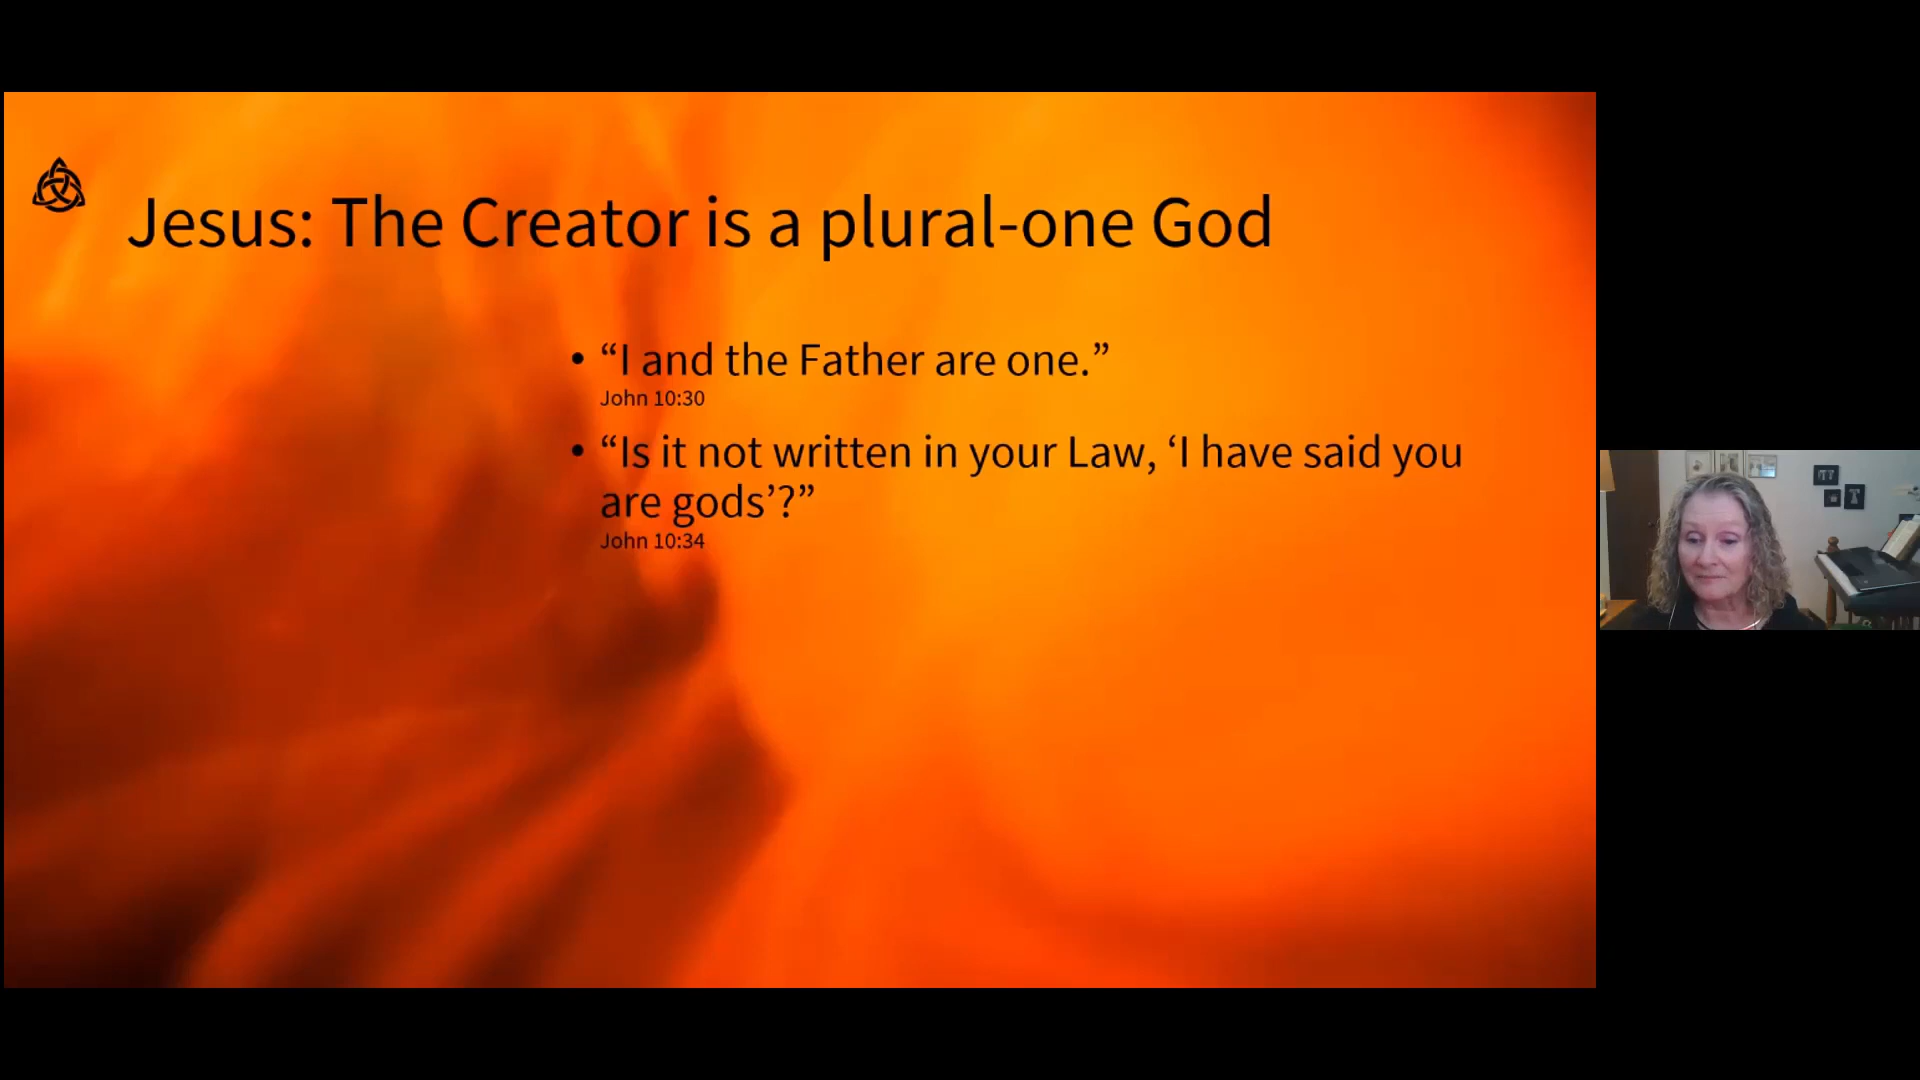 Jesus: The Creator is a plural-one God
• “I and the Father are one.”
John 10:30
• “Is it not written in your Law, ‘I have said you
are gods’?”
John 10:34